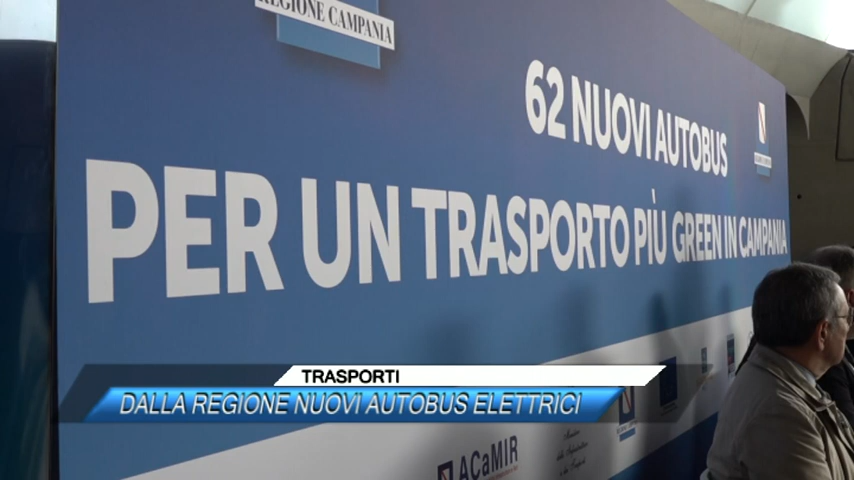 REGIONE CAMPANIA
62 NUOVI AUTOBUS
PER UN TRASPORTO PIÙ GREEN IN CAMPANIA
TRASPORTI
DALLA REGIONE NUOVI AUTOBUS ELETTRICI
ACaMIR